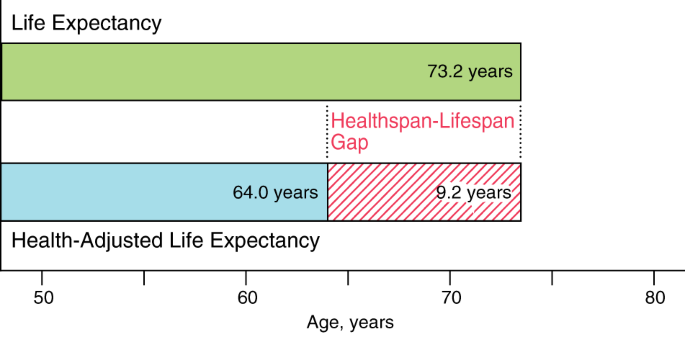 Life Expectancy
73.2 years
Healthspan-Lifespan
Gap
64.0 years
9.2 years
Health-Adjusted Life Expectancy
50
60
70
80
Age, years